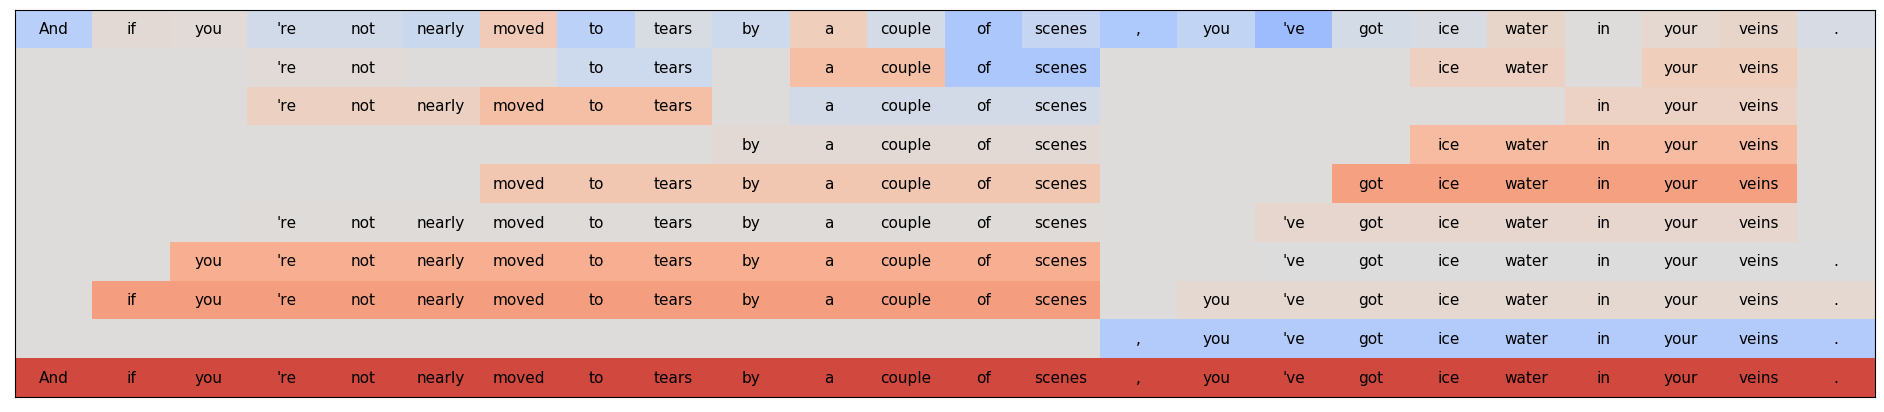 And if you 're not nearly moved to tears by a couple of scenes , you 've got ice water in your veins .
're not to tears a couple of scenes ice water your veins
're not nearly moved to tears a couple of scenes in your veins
by a couple of scenes ice water in your veins
moved to tears by a couple of scenes got ice water in your veins
're not nearly moved to tears by a couple of scenes 've got ice water in your veins
you 're not nearly moved to tears by a couple of scenes 've got ice water in your veins .
if you 're not nearly moved to tears by a couple of scenes you 've got ice water in your veins .
, you 've got ice water in your veins .
And if you 're not nearly moved to tears by a couple of scenes , you 've got ice water in your veins .